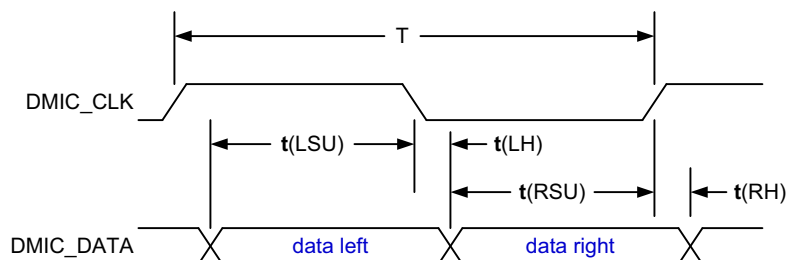 T
DMIC_CLK
t(LSU)
t(LH)
t(RSU)
t(RH)
DMIC_DATA
data left
data right